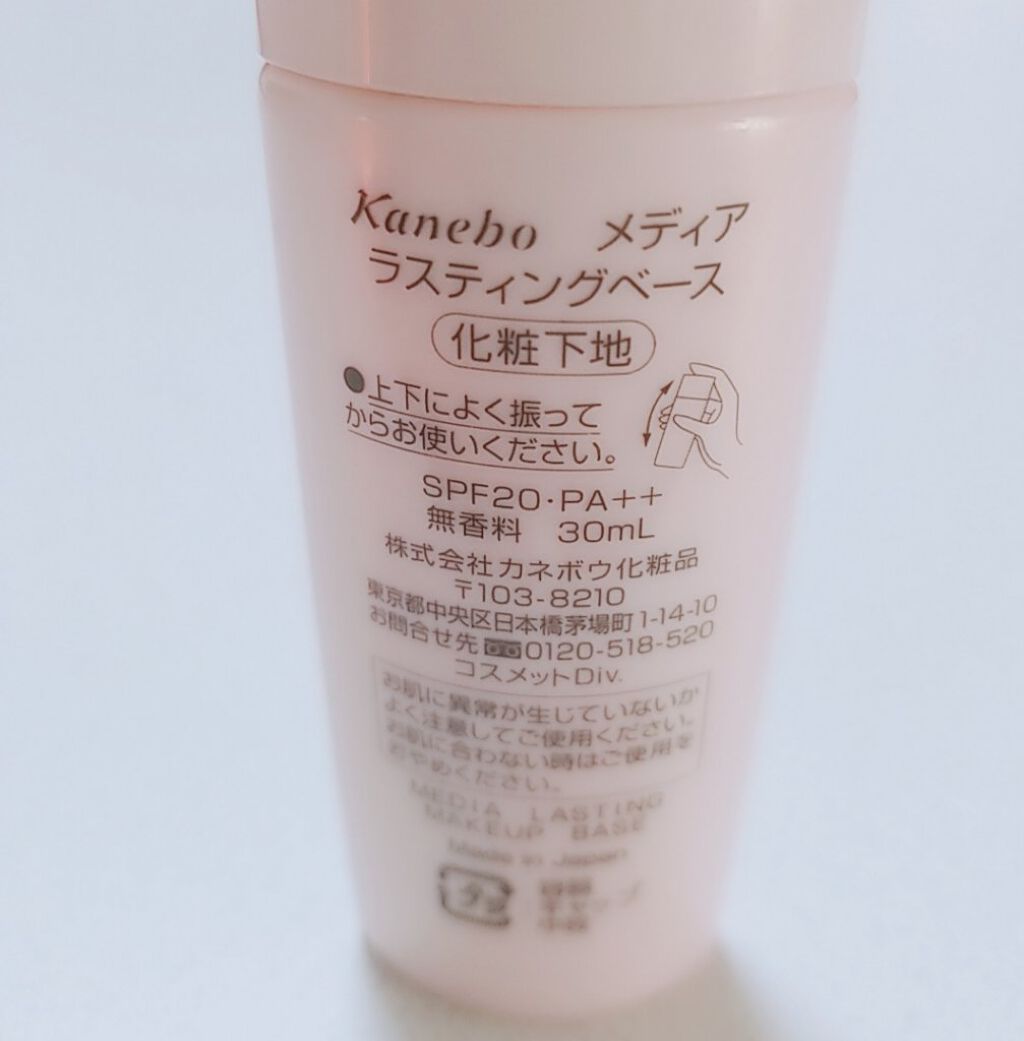 Kanebo メディア
ラスティングベース
化粧下地
●上下によく振って
からお使いください。
SPF20・PA++
無香料 30mL
株式会社カネボウ化粧品
〒103-8210
東京都中央区日本橋茅場町1-14-10
お問合せ先 0120-518-520
コスメットDiv.
お肌に異常が生じていないか
よく注意してご使用ください。
お肌に合わない時はご使用を
おやめください。
MEDIA LASTING
MAKEUP BASE
Made in Japan
プラ